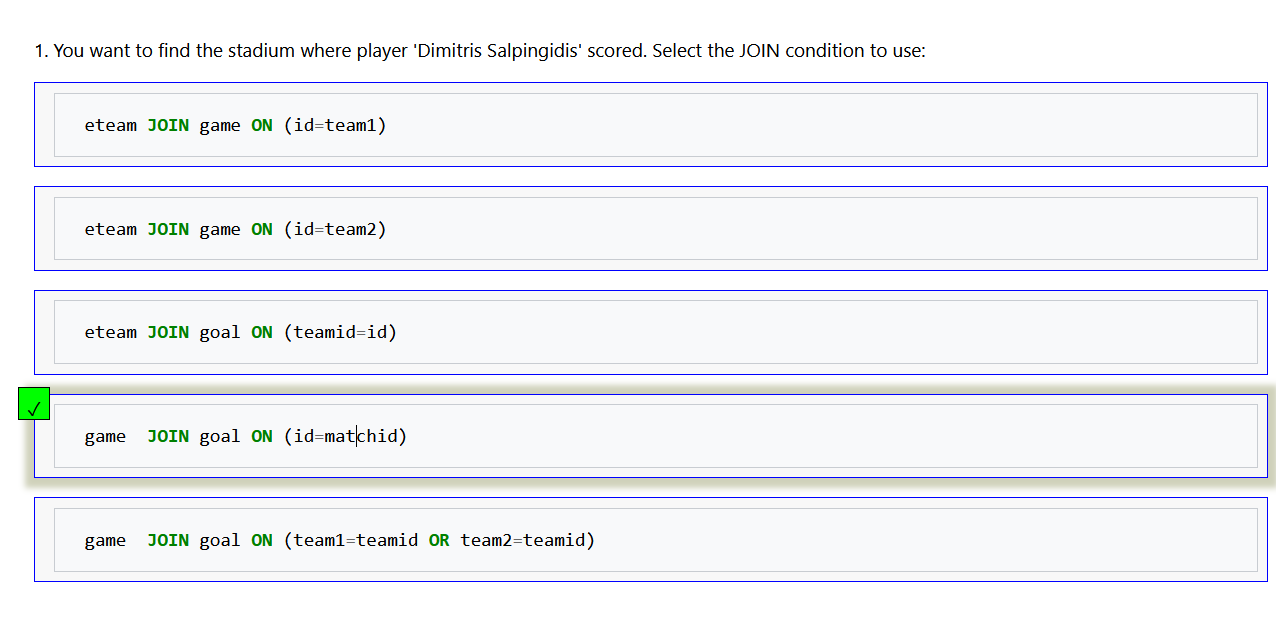 1. You want to find the stadium where player 'Dimitris Salpingidis' scored. Select the JOIN condition to use:
eteam JOIN game ON (id=team1)
eteam JOIN game ON (id=team2)
eteam JOIN goal ON (teamid=id)
✓
game  JOIN goal ON (id=matchid)
game  JOIN goal ON (team1=teamid OR team2=teamid)